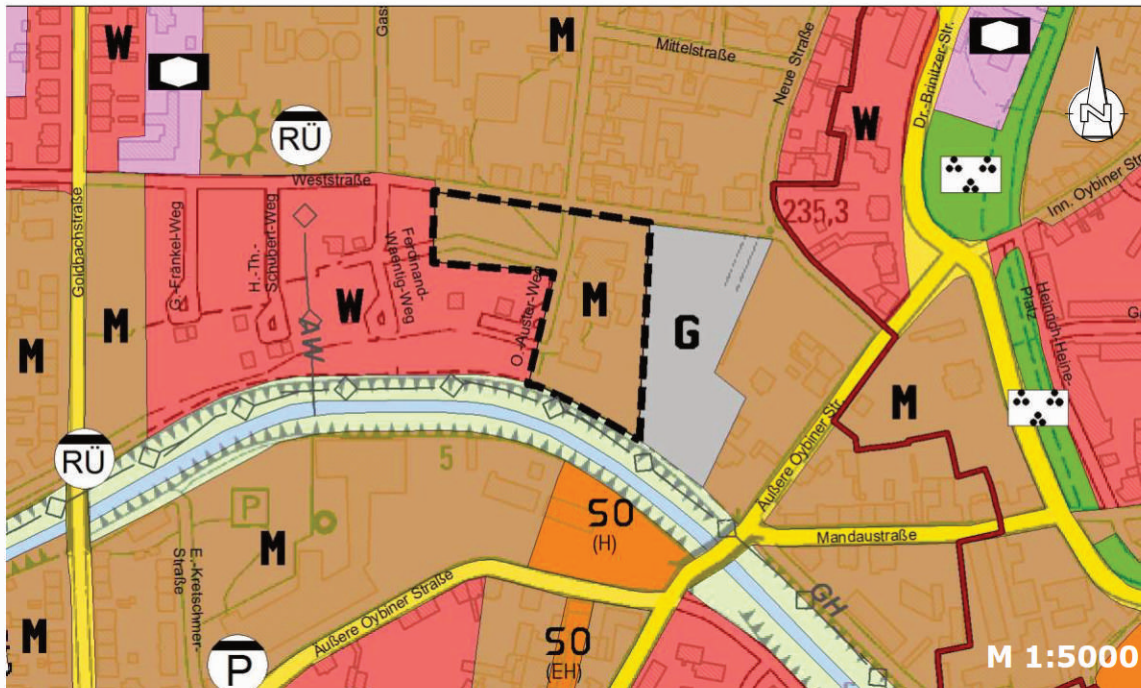 W
M
Gas
Mittelstraße
Neue Straße
Dr.-Brinitzer-Str.
W
N
RÜ
Inn. Oybiner Str
Weststraße
235,3
Goldbachstraße
G.-Fränkel-Weg
H.-Th.-
Schubert-Weg
Ferdinand-
Waentig-Weg
O.-Auster-Weg
M
M
W
AW
M
G
Heinrich-Heine-
Platz
G
M
RÜ
5
P
SO
(H)
Äußere Oybiner Str.
Mandaustraße
M
E.-Kretschmer-
Straße
Äußere Oybiner Straße
GH
M
P
SO
(EH)
M 1:5000